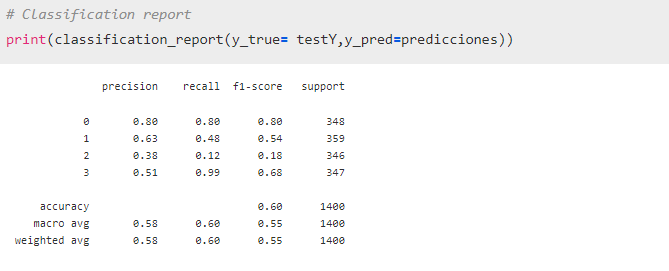 # Classification report
print(classification_report(y_true= testY,y_pred=predicciones))
precision recall f1-score support
0 0.80 0.80 0.80 348
1 0.63 0.48 0.54 359
2 0.38 0.12 0.18 346
3 0.51 0.99 0.68 347
accuracy 0.60 1400
macro avg 0.58 0.60 0.55 1400
weighted avg 0.58 0.60 0.55 1400